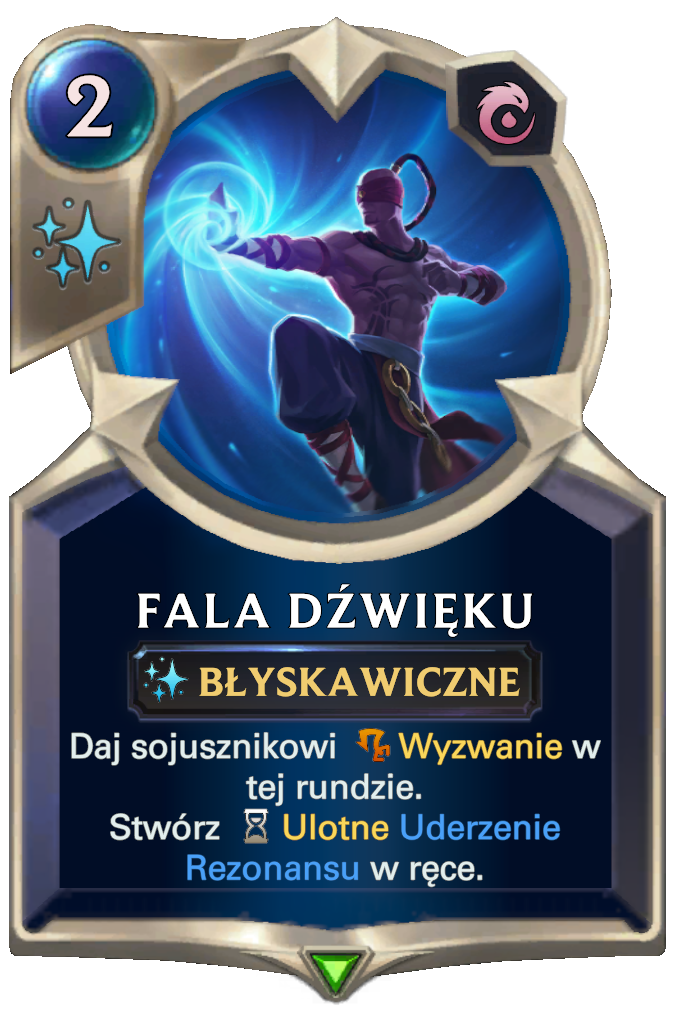 2
FALA DŹWIĘKU
BŁYSKAWICZNE
Daj sojusznikowi Wyzwanie w
tej rundzie.
Stwórz Ulotne Uderzenie
Rezonansu w ręce.